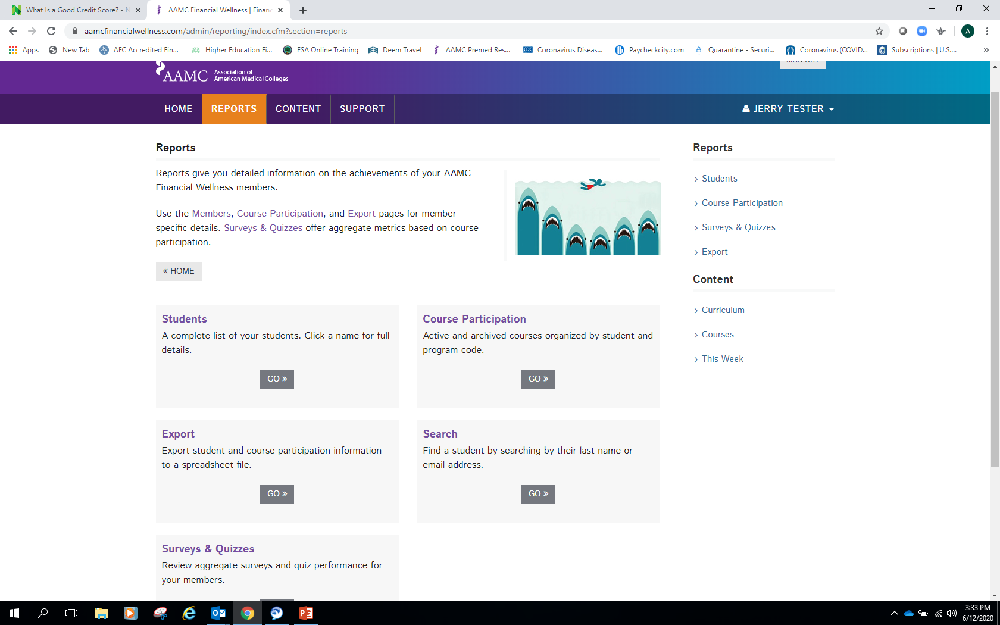 What Is a Good Credit Score? - N
AAMC Financial Wellness | Financ
aamcfinancialwellness.com/admin/reporting/index.cfm?section=reports
A
Apps
New Tab
AFC Accredited Fin...
Higher Education Fi...
FSA Online Training
Deem Travel
AAMC Premed Res...
CDC
Coronavirus Diseas...
Paycheckcity.com
Quarantine - Securi...
Coronavirus (COVID...
Subscriptions | U.S....
AAMC
Association of
American Medical Colleges
SIGN OUT
HOME
REPORTS
CONTENT
SUPPORT
JERRY TESTER
Reports
Reports give you detailed information on the achievements of your AAMC
Financial Wellness members.
Use the Members, Course Participation, and Export pages for member-
specific details. Surveys & Quizzes offer aggregate metrics based on course
participation.
« HOME
Students
A complete list of your students. Click a name for full
details.
GO »
Course Participation
Active and archived courses organized by student and
program code.
GO »
Export
Export student and course participation information
to a spreadsheet file.
GO »
Search
Find a student by searching by their last name or
email address.
GO »
Surveys & Quizzes
Review aggregate surveys and quiz performance for
your members.
Reports
Students
Course Participation
Surveys & Quizzes
Export
Content
Curriculum
Courses
This Week
3:33 PM
6/12/2020